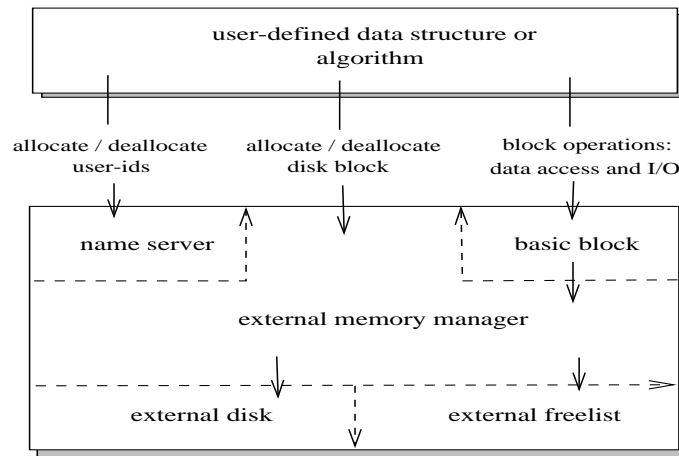 user-defined data structure or
algorithm
allocate / deallocate
user-ids
allocate / deallocate
disk block
block operations:
data access and I/O
name server
basic block
external memory manager
external disk
external freelist